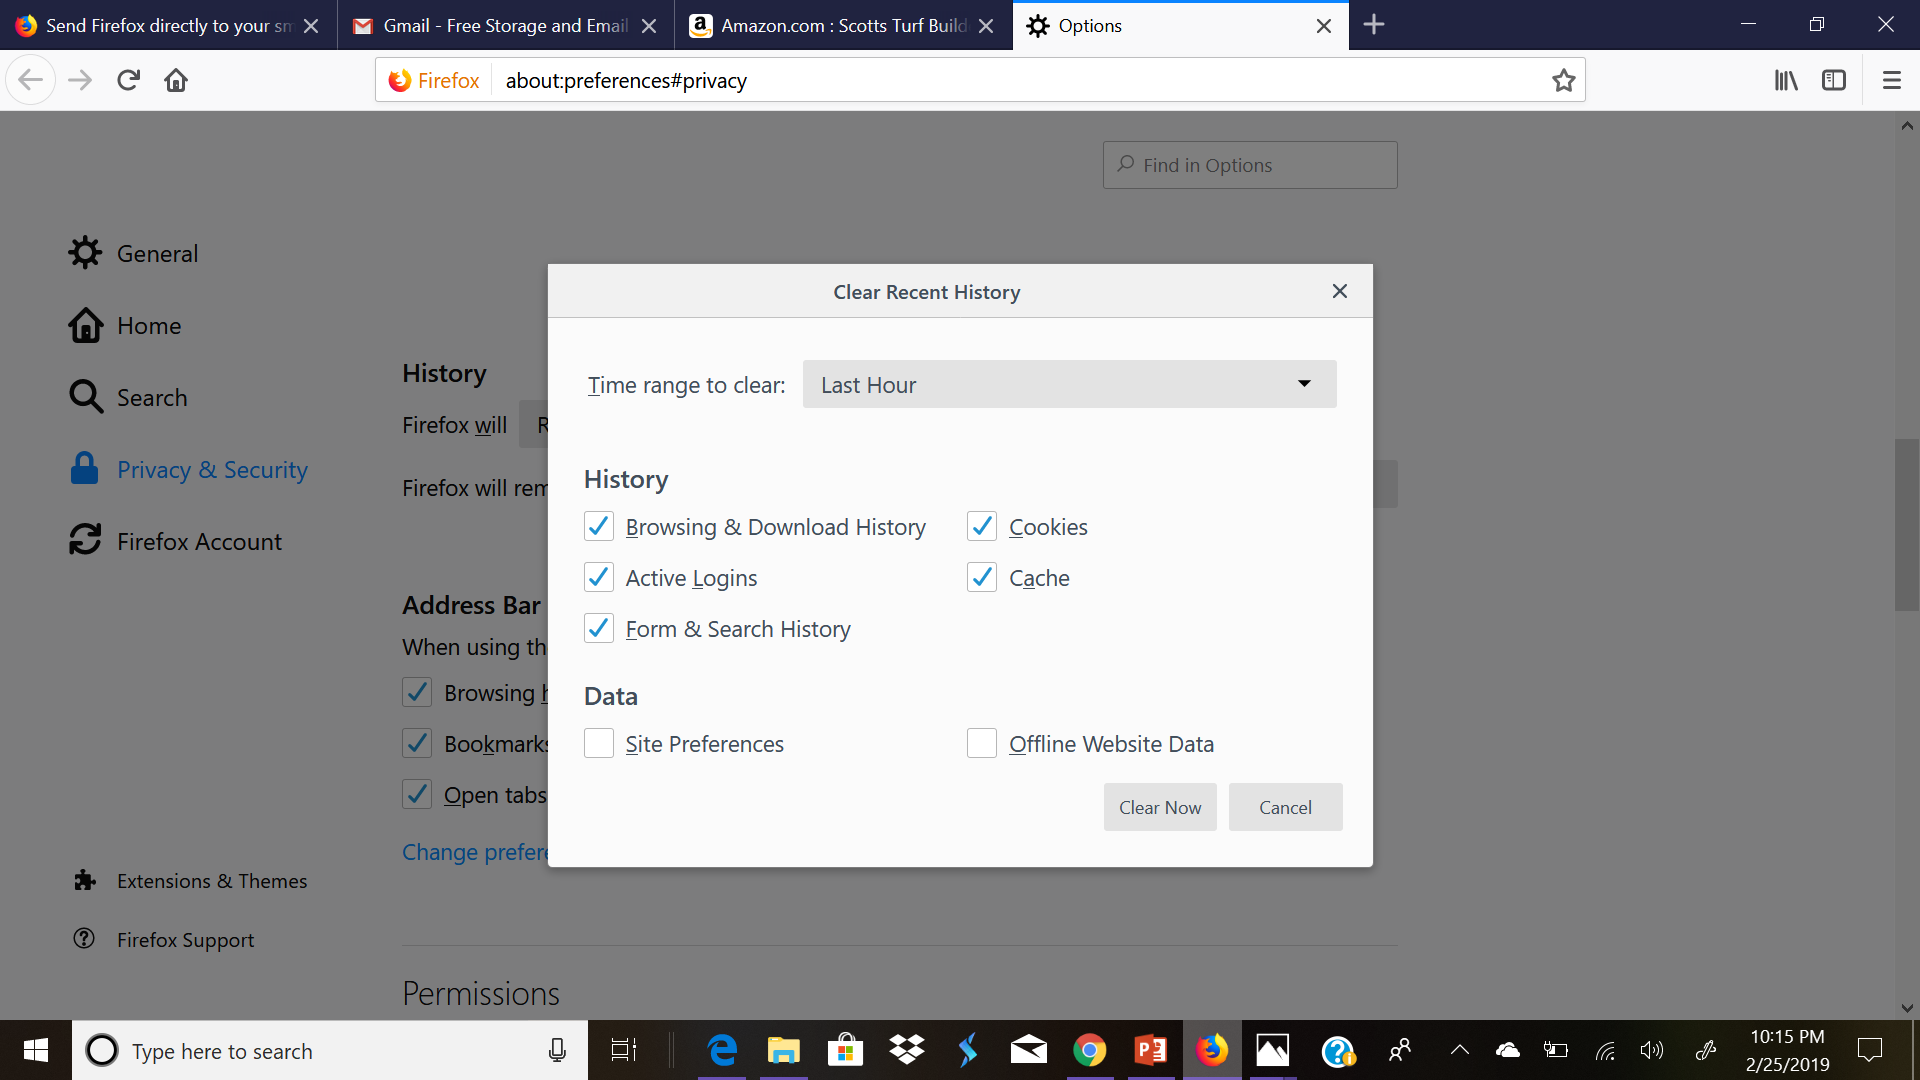 Send Firefox directly to your sm
Gmail - Free Storage and Email
Amazon.com : Scotts Turf Build
Options
Firefox
about:preferences#privacy
Find in Options
General
Home
Search
Privacy & Security
Firefox Account
Extensions & Themes
Firefox Support
History
Firefox will R
Firefox will rem
Address Bar
When using th
Browsing h
Bookmarks
Open tabs
Change prefere
Permissions
Clear Recent History
Time range to clear: Last Hour
History
Browsing & Download History
Cookies
Active Logins
Cache
Form & Search History
Data
Site Preferences
Offline Website Data
Clear Now
Cancel
Type here to search
10:15 PM
2/25/2019